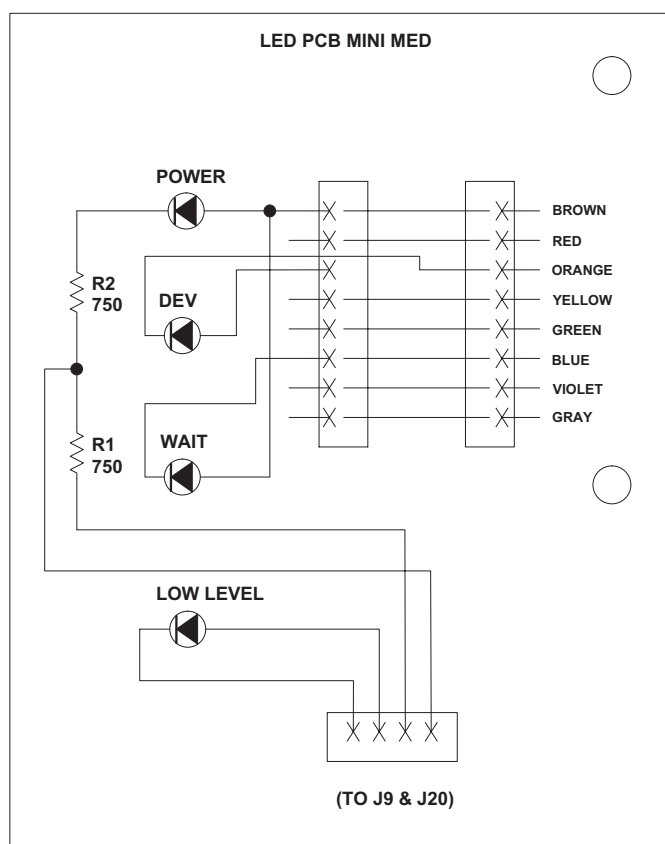 LED PCB MINI MED
POWER
BROWN
RED
ORANGE
R2
750
DEV
YELLOW
GREEN
BLUE
VIOLET
R1
750
WAIT
GRAY
LOW LEVEL
(TO J9 & J20)